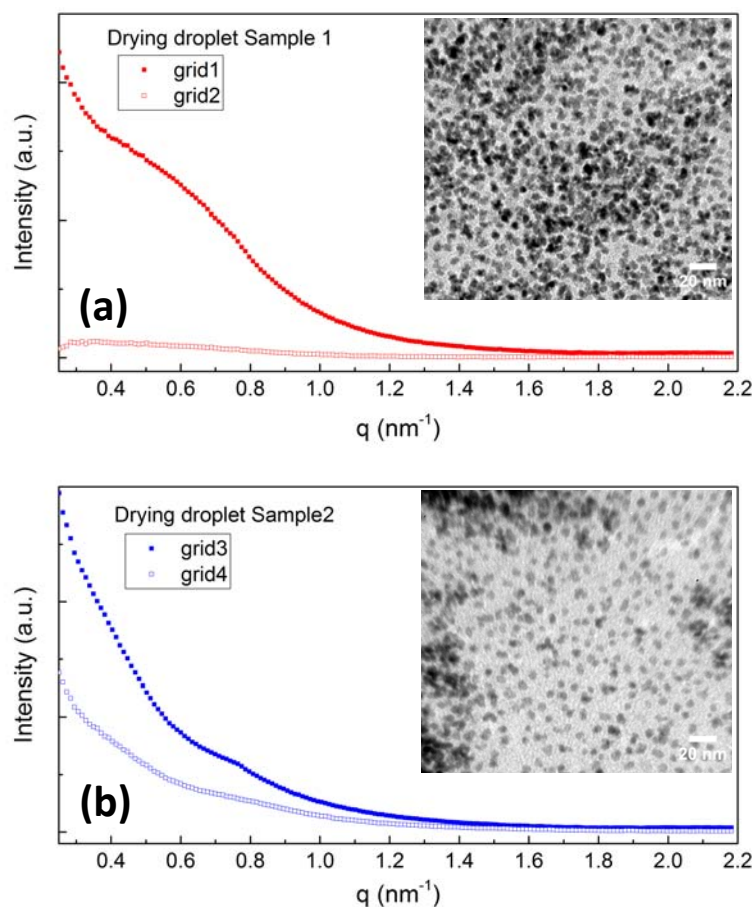 Drying droplet Sample 1
grid1
grid2
Intensity (a.u.)
(a)
20 nm
0.4 0.6 0.8 1.0 1.2 1.4 1.6 1.8 2.0 2.2
q (nm⁻¹)
Drying droplet Sample2
grid3
grid4
Intensity (a.u.)
(b)
20 nm
0.4 0.6 0.8 1.0 1.2 1.4 1.6 1.8 2.0 2.2
q (nm⁻¹)